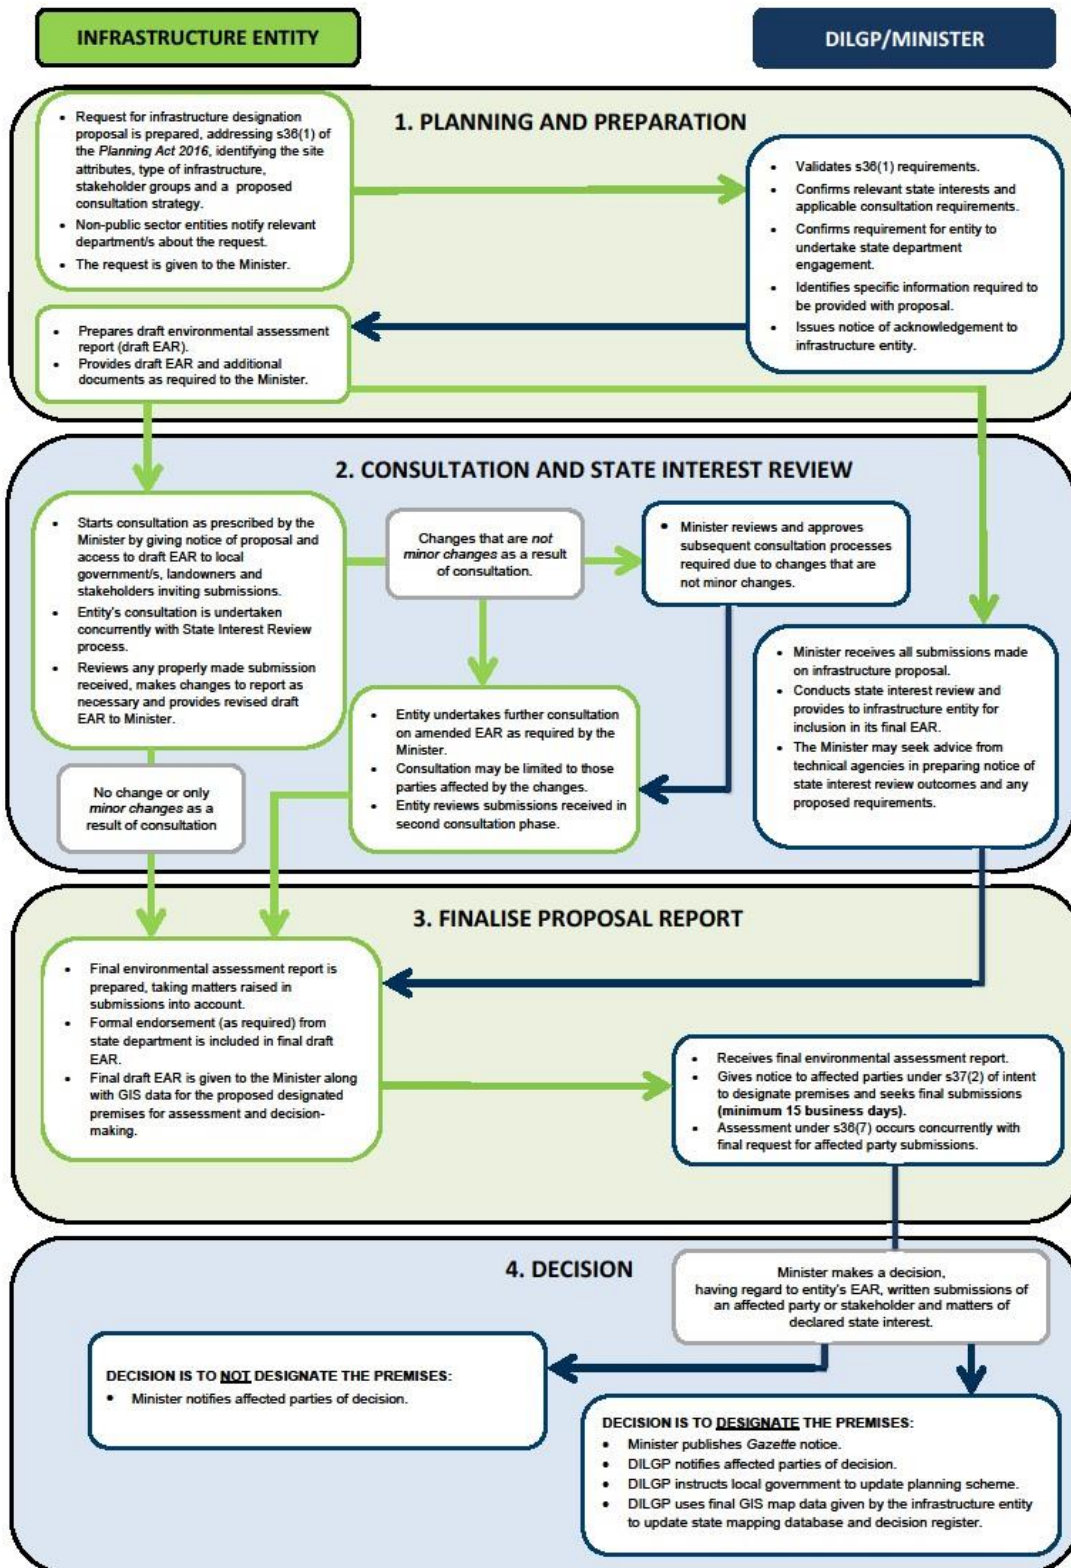 INFRASTRUCTURE ENTITY
DILGP/MINISTER
1. PLANNING AND PREPARATION
• Request for infrastructure designation
proposal is prepared, addressing s36(1) of
the Planning Act 2016, identifying the site
attributes, type of infrastructure,
stakeholder groups and a proposed
consultation strategy.
• Non-public sector entities notify relevant
department/s about the request.
• The request is given to the Minister.
• Validates s36(1) requirements.
• Confirms relevant state interests and
applicable consultation requirements.
• Confirms requirement for entity to
undertake state department
engagement.
• Identifies specific information required to
be provided with proposal.
• Issues notice of acknowledgement to
infrastructure entity.
• Prepares draft environmental assessment
report (draft EAR).
• Provides draft EAR and additional
documents as required to the Minister.
2. CONSULTATION AND STATE INTEREST REVIEW
• Starts consultation as prescribed by the
Minister by giving notice of proposal and
access to draft EAR to local
government/s, landowners and
stakeholders inviting submissions.
• Entity's consultation is undertaken
concurrently with State Interest Review
process.
• Reviews any properly made submission
received, makes changes to report as
necessary and provides revised draft
EAR to Minister.
Changes that are not
minor changes as a result
of consultation.
• Minister reviews and approves
subsequent consultation processes
required due to changes that are
not minor changes.
• Minister receives all submissions made
on infrastructure proposal.
• Conducts state interest review and
provides to infrastructure entity for
inclusion in its final EAR.
• The Minister may seek advice from
technical agencies in preparing notice of
state interest review outcomes and any
proposed requirements.
• Entity undertakes further consultation
on amended EAR as required by the
Minister.
• Consultation may be limited to those
parties affected by the changes.
• Entity reviews submissions received in
second consultation phase.
No change or only
minor changes as a
result of consultation
3. FINALISE PROPOSAL REPORT
• Final environmental assessment report is
prepared, taking matters raised in
submissions into account.
• Formal endorsement (as required) from
state department is included in final draft
EAR.
• Final draft EAR is given to the Minister along
with GIS data for the proposed designated
premises for assessment and decision-
making.
• Receives final environmental assessment report.
• Gives notice to affected parties under s37(2) of intent
to designate premises and seeks final submissions
(minimum 15 business days).
• Assessment under s36(7) occurs concurrently with
final request for affected party submissions.
4. DECISION
Minister makes a decision,
having regard to entity's EAR, written submissions of
an affected party or stakeholder and matters of
declared state interest.
DECISION IS TO NOT DESIGNATE THE PREMISES:
• Minister notifies affected parties of decision.
DECISION IS TO DESIGNATE THE PREMISES:
• Minister publishes Gazette notice.
• DILGP notifies affected parties of decision.
• DILGP instructs local government to update planning scheme.
• DILGP uses final GIS map data given by the infrastructure entity
to update state mapping database and decision register.